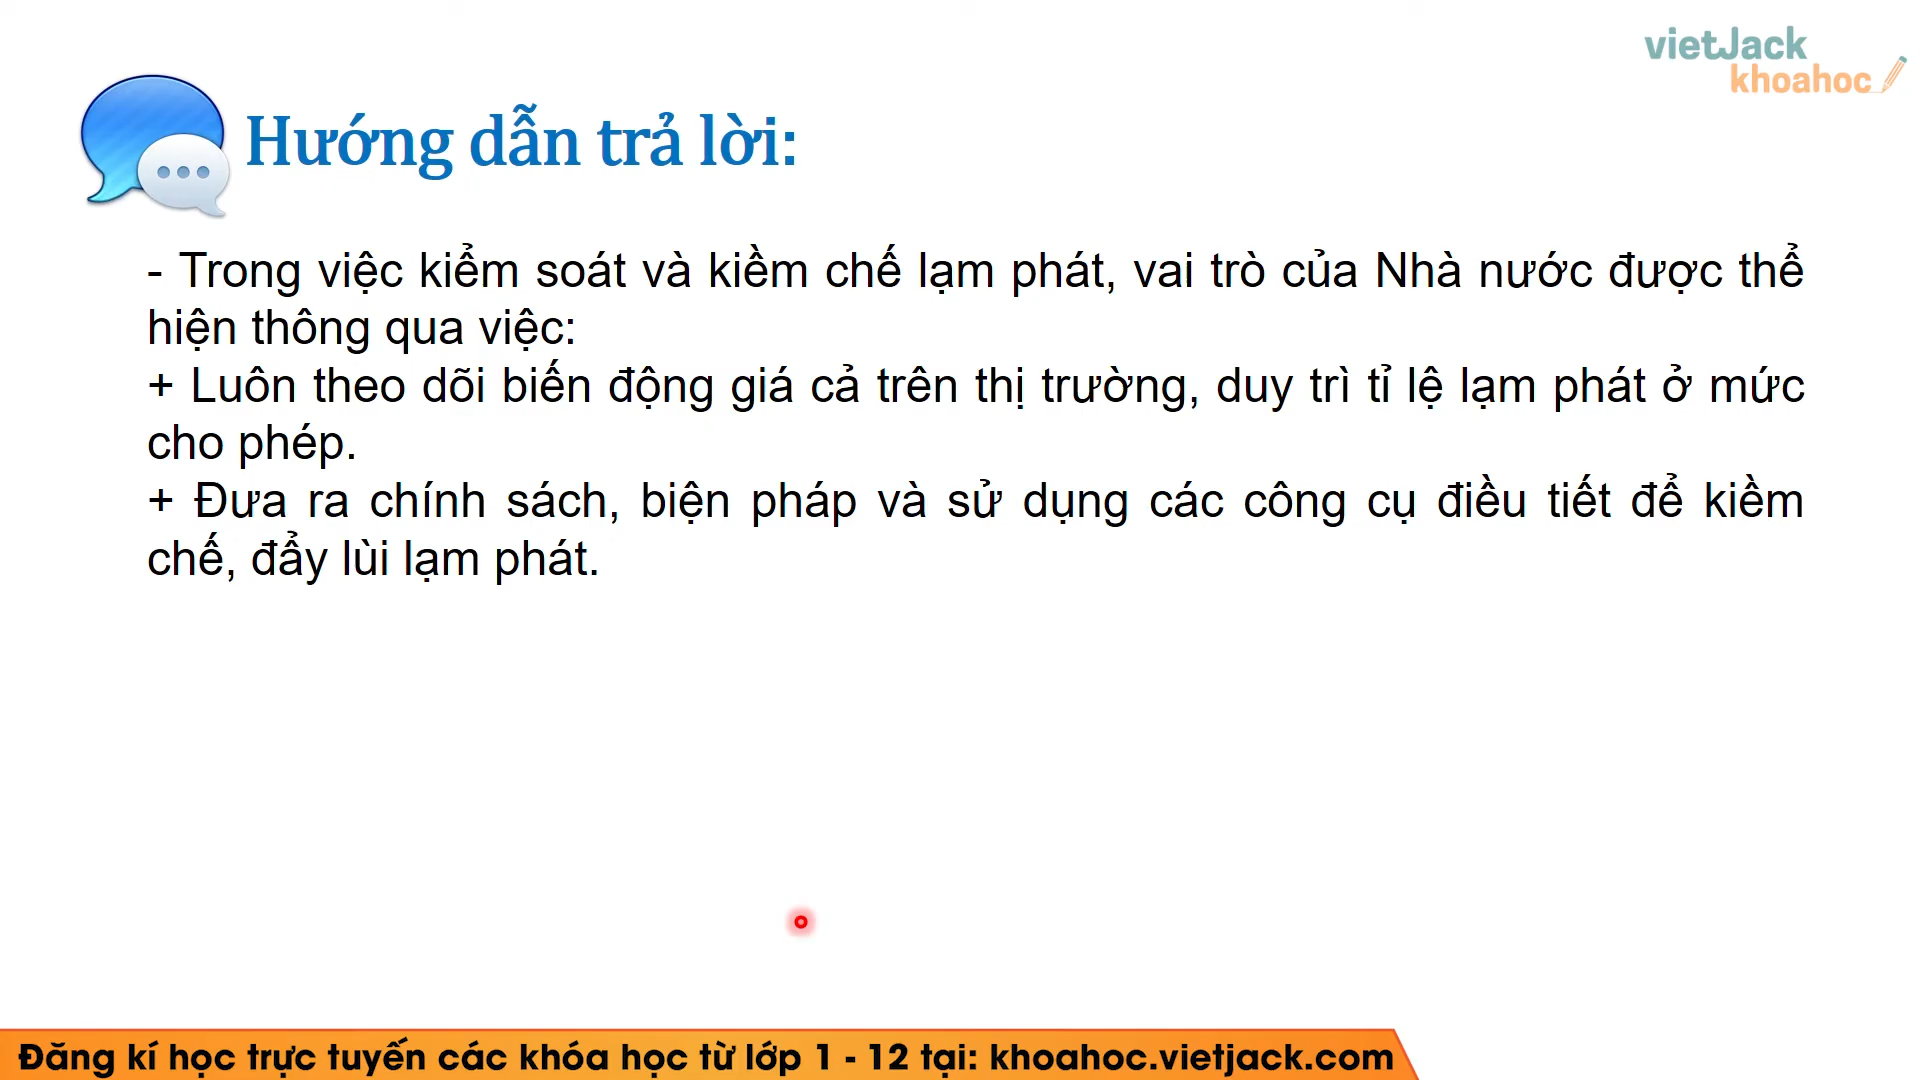 vietJack
khoahoc
Hướng dẫn trả lời:
- Trong việc kiểm soát và kiềm chế lạm phát, vai trò của Nhà nước được thể
hiện thông qua việc:
+ Luôn theo dõi biến động giá cả trên thị trường, duy trì tỉ lệ lạm phát ở mức
cho phép.
+ Đưa ra chính sách, biện pháp và sử dụng các công cụ điều tiết để kiềm
chế, đẩy lùi lạm phát.
Đăng kí học trực tuyến các khóa học từ lớp 1 - 12 tại: khoahoc.vietjack.com